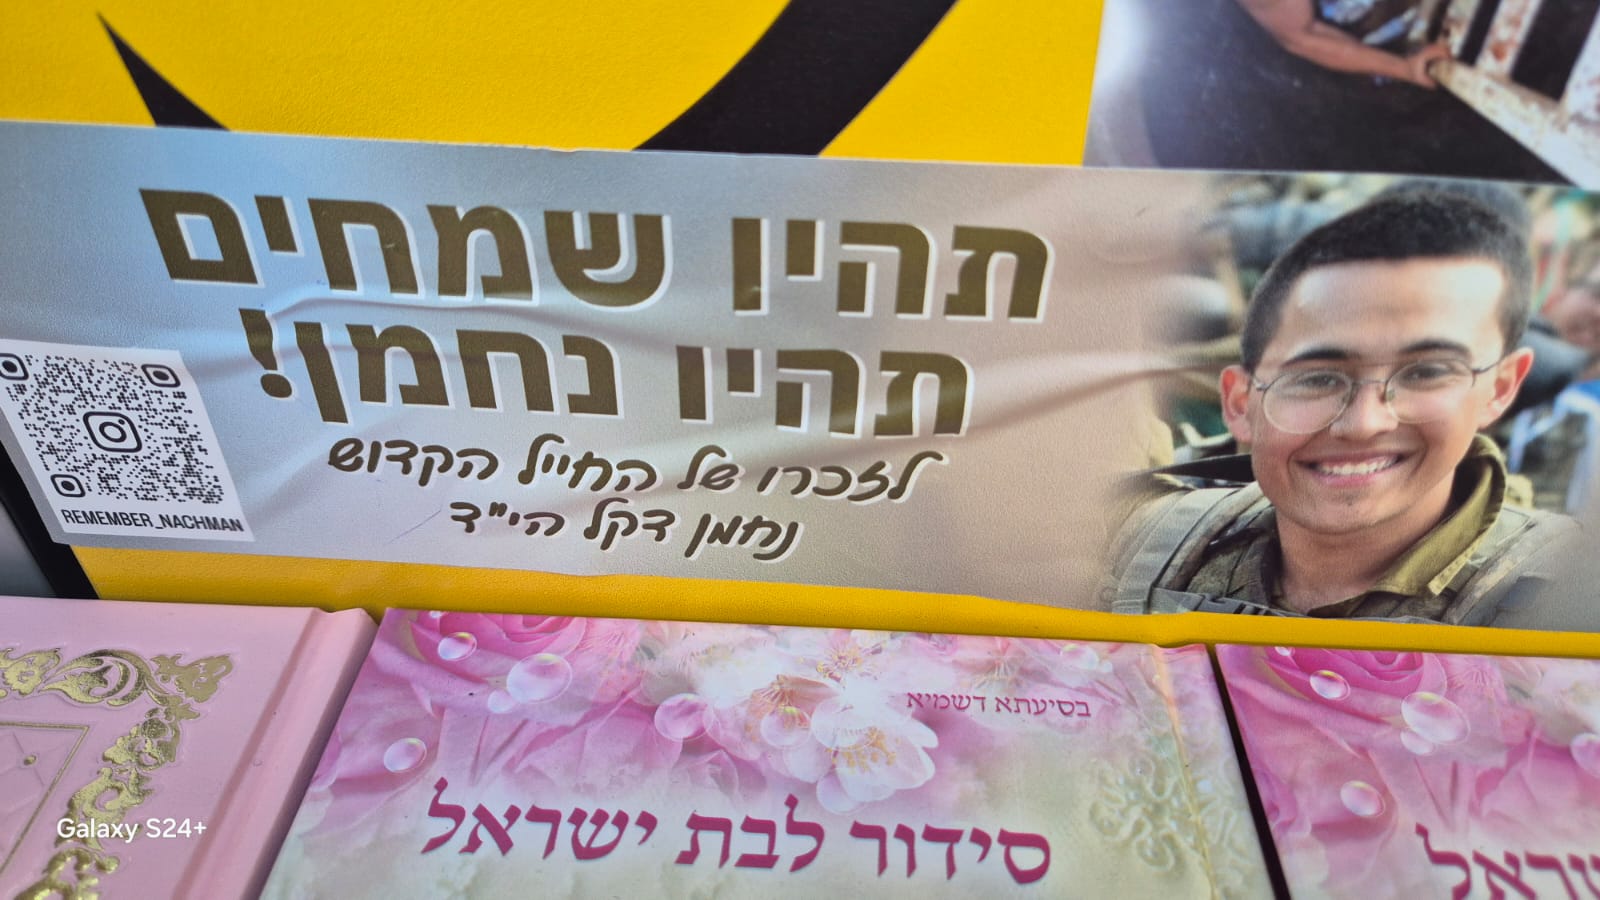 תהיו שמחים
תהיו נחמן!
לזכרו של החייל הקדוש
נחמן דקל הי"ד
REMEMBER_NACHMAN
בסיעתא דשמיא
סידור לבת ישראל
Galaxy S24+